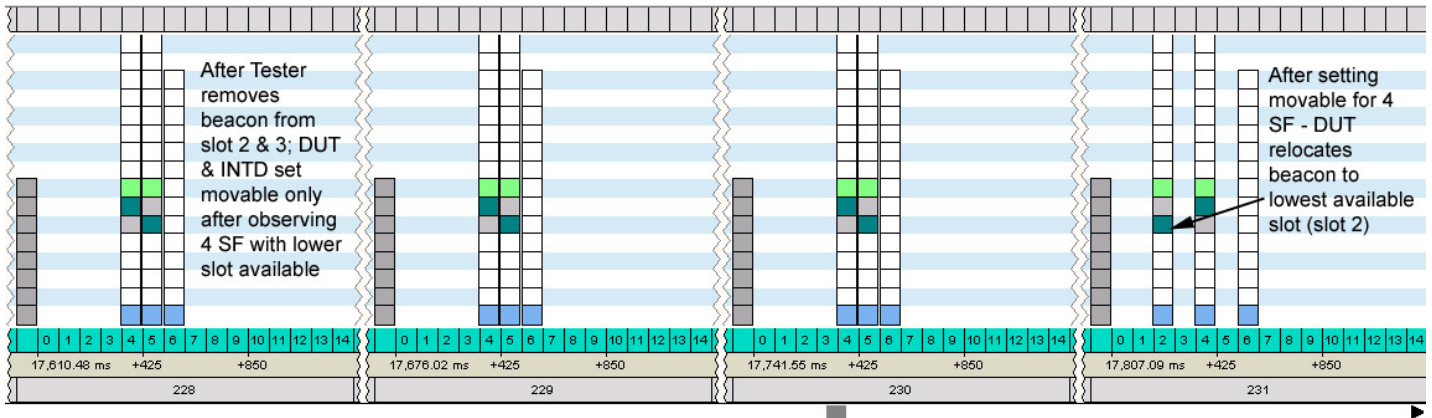 After Tester
removes
beacon from
slot 2 & 3; DUT
& INTD set
movable only
after observing
4 SF with lower
slot available
After setting
movable for 4
SF - DUT
relocates
beacon to
lowest available
slot (slot 2)
0 1 2 3 4 5 6 7 8 9 10 11 12 13 14
0 1 2 3 4 5 6 7 8 9 10 11 12 13 14
0 1 2 3 4 5 6 7 8 9 10 11 12 13 14
0 1 2 3 4 5 6 7 8 9 10 11 12 13 14
17,610.48 ms +425 +850
17,676.02 ms +425 +850
17,741.55 ms +425 +850
17,807.09 ms +425 +850
228
229
230
231